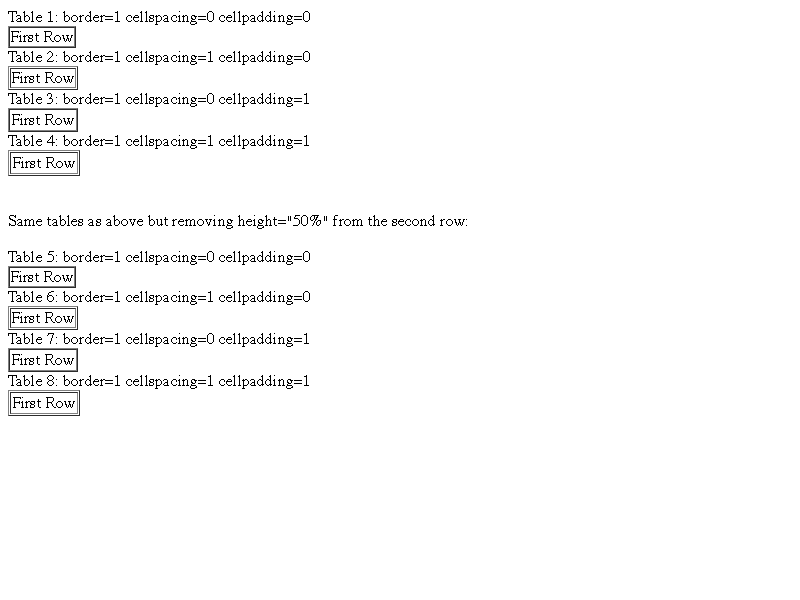 Table 1: border=1 cellspacing=0 cellpadding=0
First Row
Table 2: border=1 cellspacing=1 cellpadding=0
First Row
Table 3: border=1 cellspacing=0 cellpadding=1
First Row
Table 4: border=1 cellspacing=1 cellpadding=1
First Row
Same tables as above but removing height="50%" from the second row:
Table 5: border=1 cellspacing=0 cellpadding=0
First Row
Table 6: border=1 cellspacing=1 cellpadding=0
First Row
Table 7: border=1 cellspacing=0 cellpadding=1
First Row
Table 8: border=1 cellspacing=1 cellpadding=1
First Row